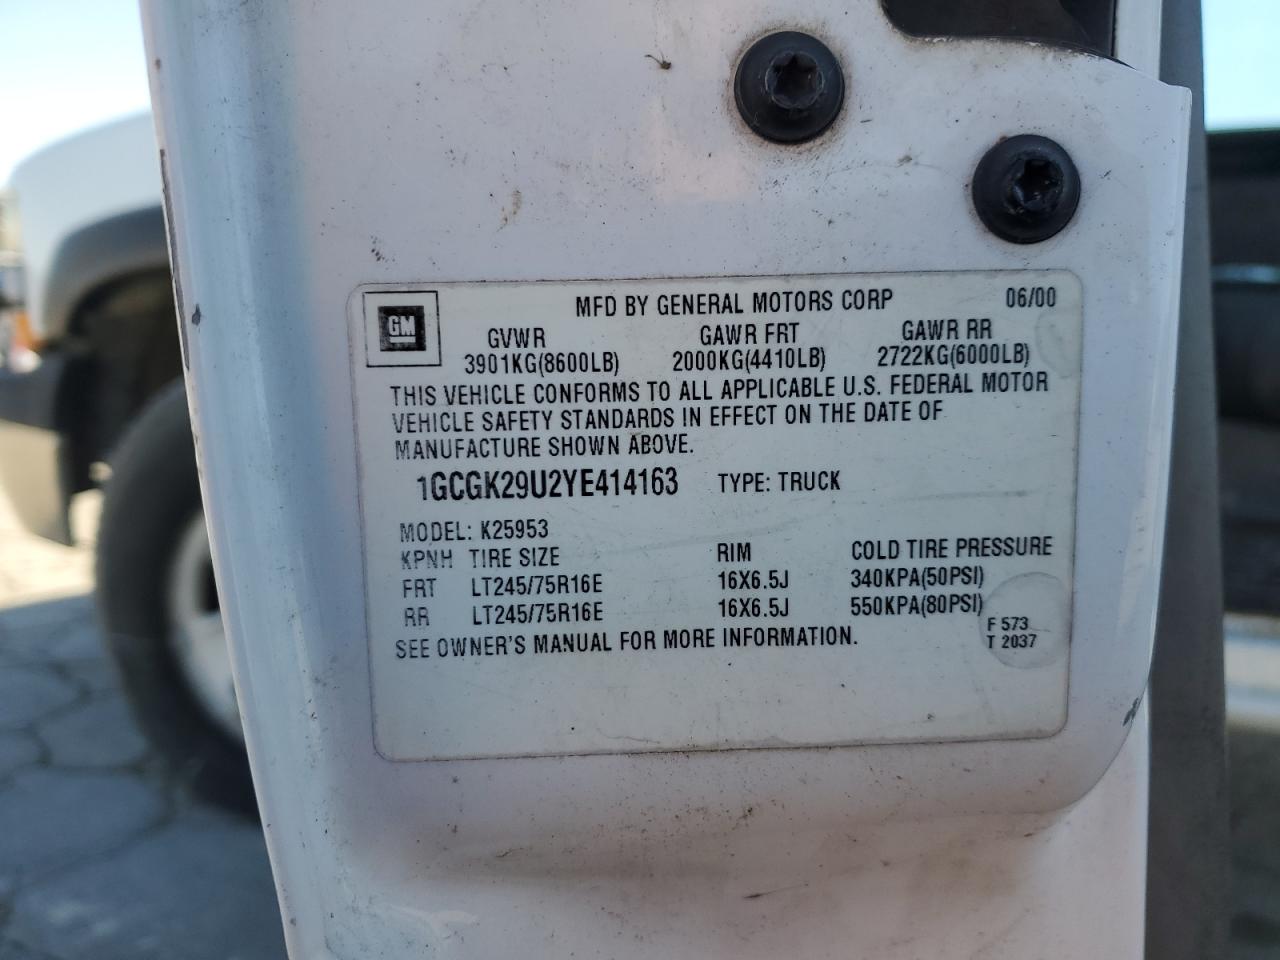 MFD BY GENERAL MOTORS CORP 06/00
GM
GVWR GAWR FRT GAWR RR
3901KG(8600LB) 2000KG(4410LB) 2722KG(6000LB)
THIS VEHICLE CONFORMS TO ALL APPLICABLE U.S. FEDERAL MOTOR
VEHICLE SAFETY STANDARDS IN EFFECT ON THE DATE OF
MANUFACTURE SHOWN ABOVE.
1GCGK29U2YE414163 TYPE: TRUCK
MODEL: K25953
KPNH TIRE SIZE RIM COLD TIRE PRESSURE
FRT LT245/75R16E 16X6.5J 340KPA(50PSI)
RR LT245/75R16E 16X6.5J 550KPA(80PSI)
F 573
SEE OWNER'S MANUAL FOR MORE INFORMATION. T 2037